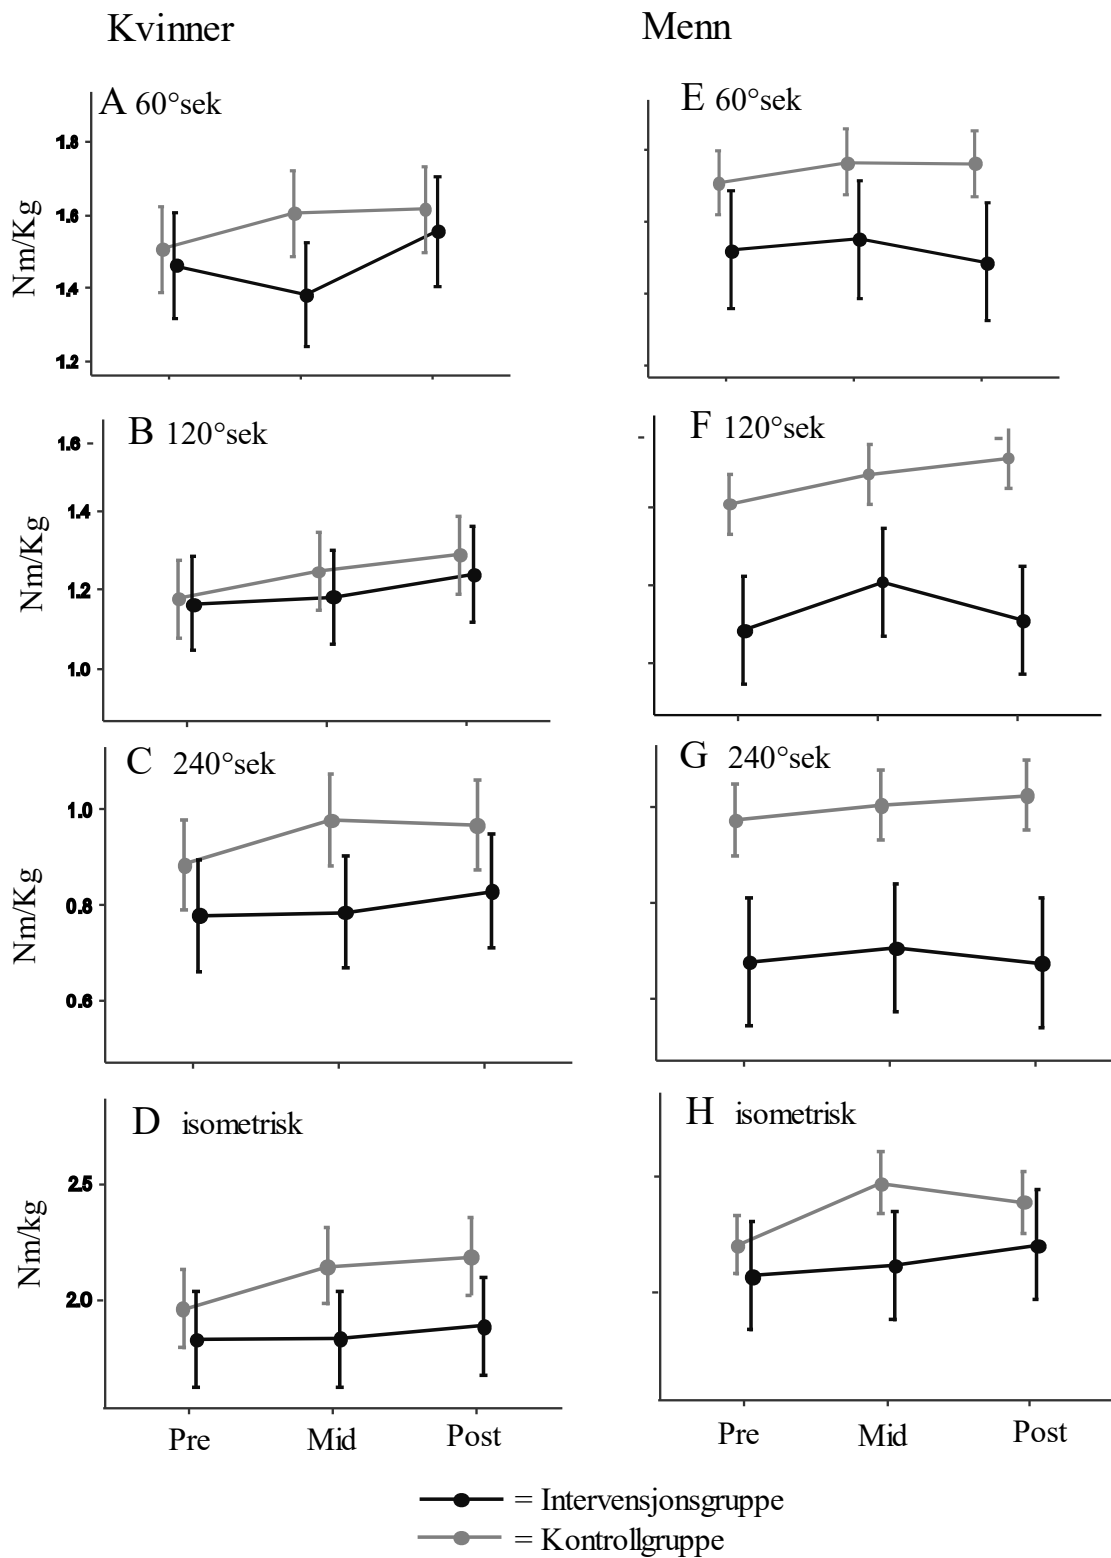 Kvinner
Menn
A 60°sek
E 60°sek
1.8
1.6
1.4
1.2
Nm/Kg
B 120°sek
F 120°sek
1.6
1.4
1.2
1.0
Nm/Kg
C 240°sek
G 240°sek
1.0
0.8
0.6
Nm/Kg
D isometrisk
H isometrisk
2.5
2.0
Nm/kg
Pre Mid Post
Pre Mid Post
= Intervensjonsgruppe
= Kontrollgruppe